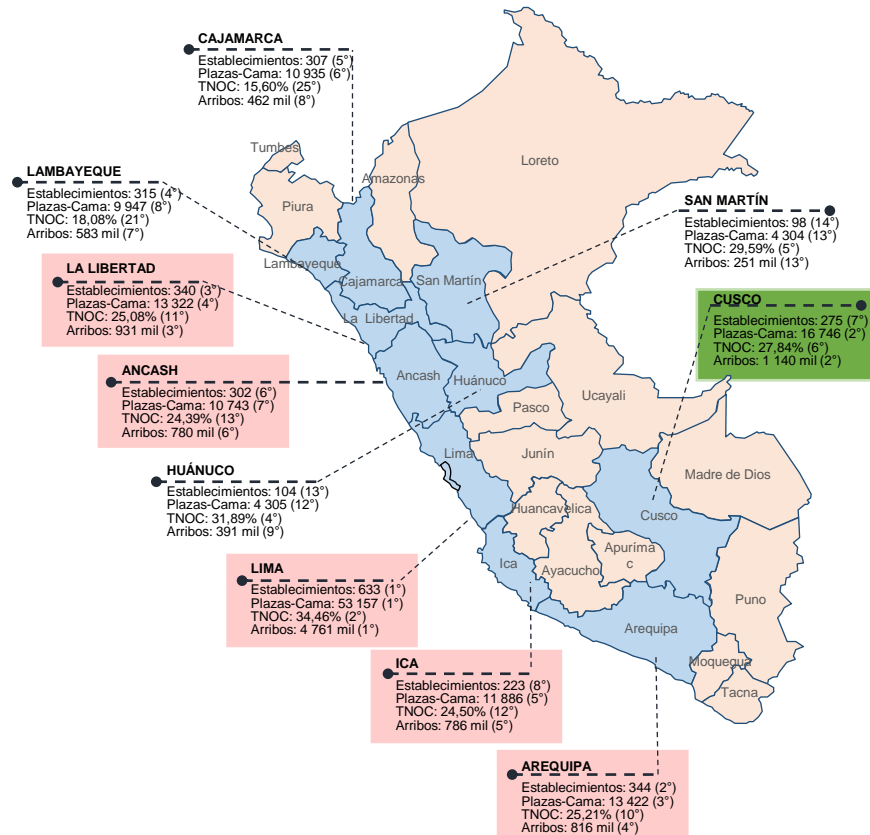 CAJAMARCA
Establecimientos: 307 (5°)
Plazas-Cama: 10 935 (6°)
TNOC: 15,60% (25°)
Arribos: 462 mil (8°)
LAMBAYEQUE
Establecimientos: 315 (4°)
Plazas-Cama: 9 947 (8°)
TNOC: 18,08% (21°)
Arribos: 583 mil (7°)
LA LIBERTAD
Establecimientos: 340 (3°)
Plazas-Cama: 13 322 (4°)
TNOC: 25,08% (11°)
Arribos: 931 mil (3°)
ANCASH
Establecimientos: 302 (6°)
Plazas-Cama: 10 743 (7°)
TNOC: 24,39% (13°)
Arribos: 780 mil (6°)
HUÁNUCO
Establecimientos: 104 (13°)
Plazas-Cama: 4 305 (12°)
TNOC: 31,89% (4°)
Arribos: 391 mil (9°)
LIMA
Establecimientos: 633 (1°)
Plazas-Cama: 53 157 (1°)
TNOC: 34,46% (2°)
Arribos: 4 761 mil (1°)
ICA
Establecimientos: 223 (8°)
Plazas-Cama: 11 886 (5°)
TNOC: 24,50% (12°)
Arribos: 786 mil (5°)
AREQUIPA
Establecimientos: 344 (2°)
Plazas-Cama: 13 422 (3°)
TNOC: 25,21% (10°)
Arribos: 816 mil (4°)
SAN MARTÍN
Establecimientos: 98 (14°)
Plazas-Cama: 4 304 (13°)
TNOC: 29,59% (5°)
Arribos: 251 mil (13°)
CUSCO
Establecimientos: 275 (7°)
Plazas-Cama: 16 746 (2°)
TNOC: 27,84% (6°)
Arribos: 1 140 mil (2°)
Tumbes
Piura
Amazonas
Loreto
Lambayeque
Cajamarca
San Martín
La Libertad
Ancash
Huánuco
Ucayali
Pasco
Lima
Junín
Madre de Dios
Huancavelica
Cusco
Ica
Ayacucho
Apuríma
c
Puno
Arequipa
Moquegua
Tacna